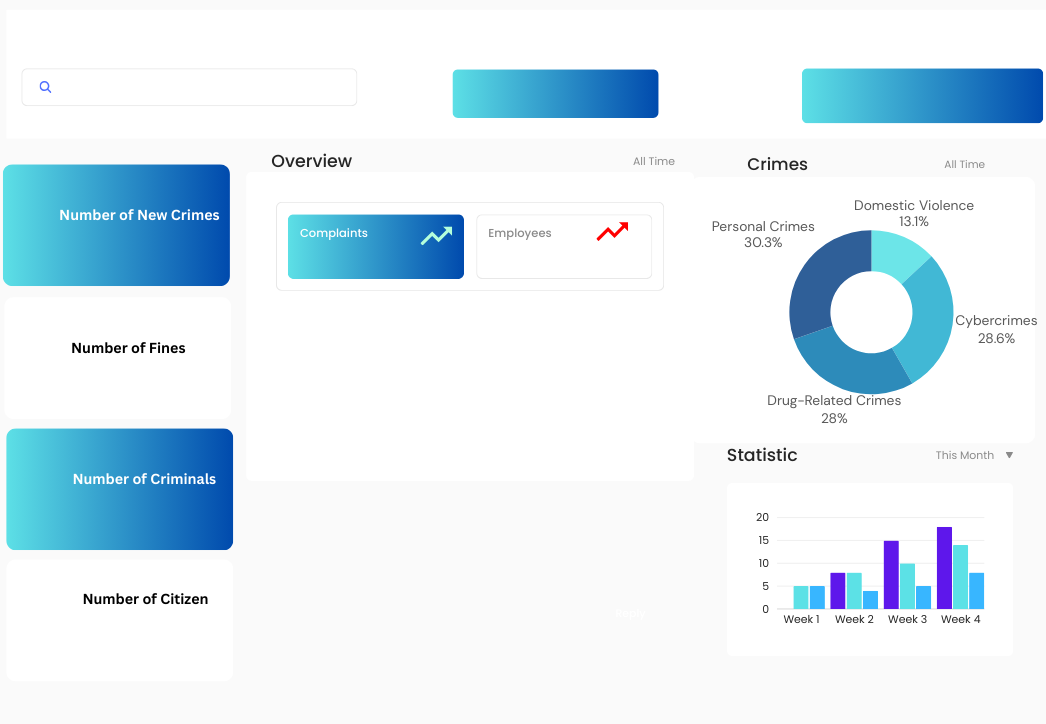 Overview
All Time
Crimes
All Time
Number of New Crimes
Number of Fines
Number of Criminals
Number of Citizen
Complaints
Employees
Domestic Violence
13.1%
Personal Crimes
30.3%
Cybercrimes
28.6%
Drug-Related Crimes
28%
Statistic
This Month ▼
20
15
10
5
0
Week 1
Week 2
Week 3
Week 4